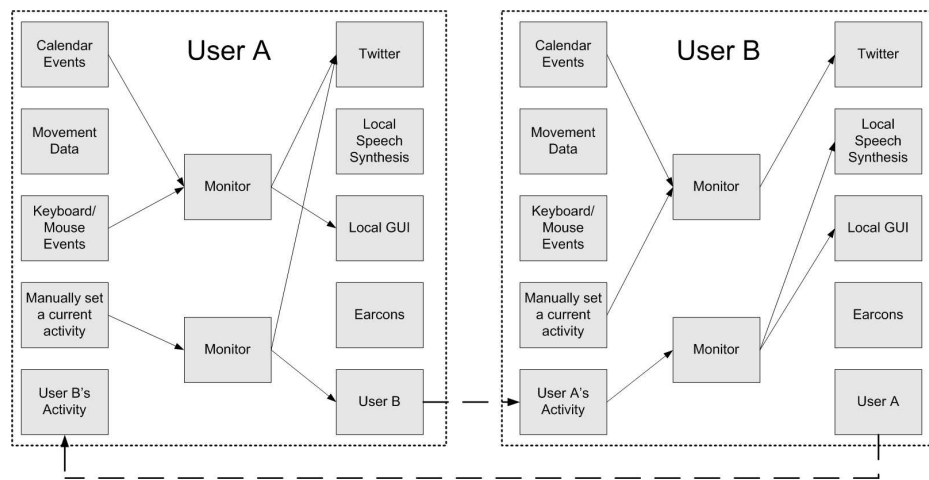 User A
Calendar
Events
Movement
Data
Keyboard/
Mouse
Events
Manually set
a current
activity
User B's
Activity
Monitor
Monitor
Twitter
Local
Speech
Synthesis
Local GUI
Earcons
User B
User B
Calendar
Events
Movement
Data
Keyboard/
Mouse
Events
Manually set
a current
activity
User A's
Activity
Monitor
Monitor
Twitter
Local
Speech
Synthesis
Local GUI
Earcons
User A